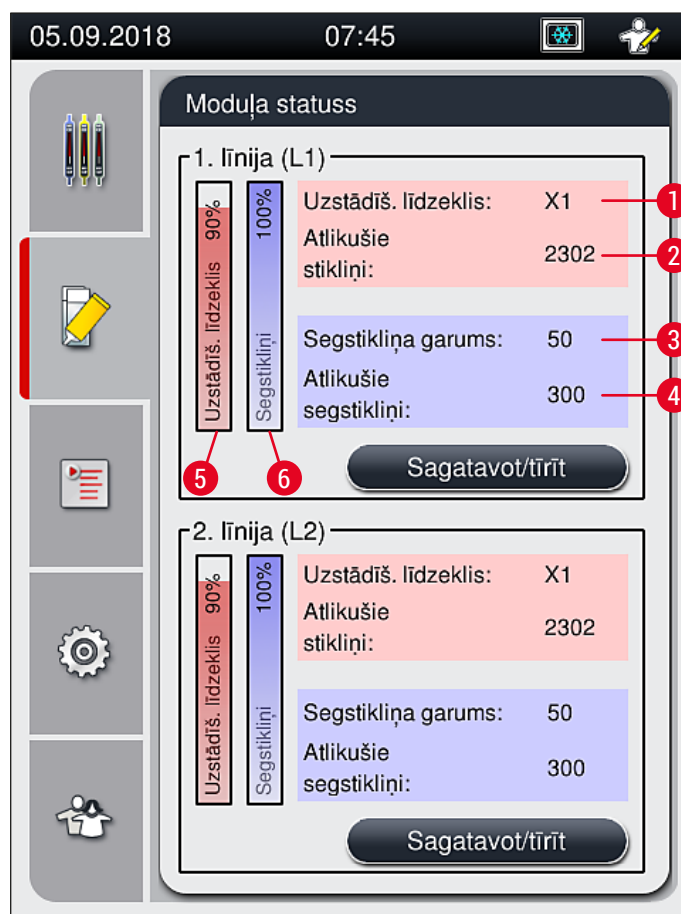 05.09.2018 07:45
Moduļa statuss
1. līnija (L1)
90%
Uzstādīš. līdzeklis
100%
Segstikliņi
Uzstādīš. līdzeklis: X1
Atlikušie
stikliņi: 2302
Segstikliņa garums: 50
Atlikušie
segstikliņi: 300
1
2
3
4
5
6
Sagatavot/tīrīt
2. līnija (L2)
90%
Uzstādīš. līdzeklis
100%
Segstikliņi
Uzstādīš. līdzeklis: X1
Atlikušie
stikliņi: 2302
Segstikliņa garums: 50
Atlikušie
segstikliņi: 300
Sagatavot/tīrīt